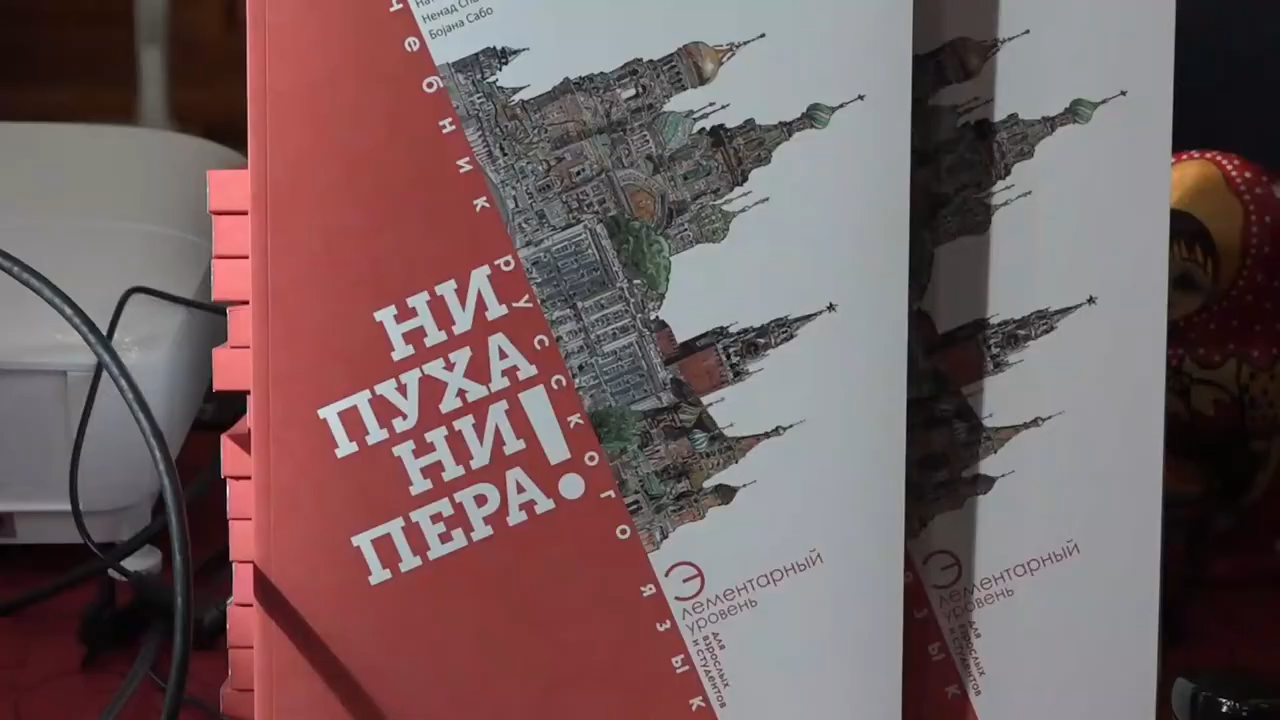 Ненад
Бојана Сабо
учебник русского язык
НИ
ПУХА
НИ
ПЕРА!
Элементарный
уровень
для
взрослых
и студентов
Элементарный
уровень
для
взрослых
и студентов